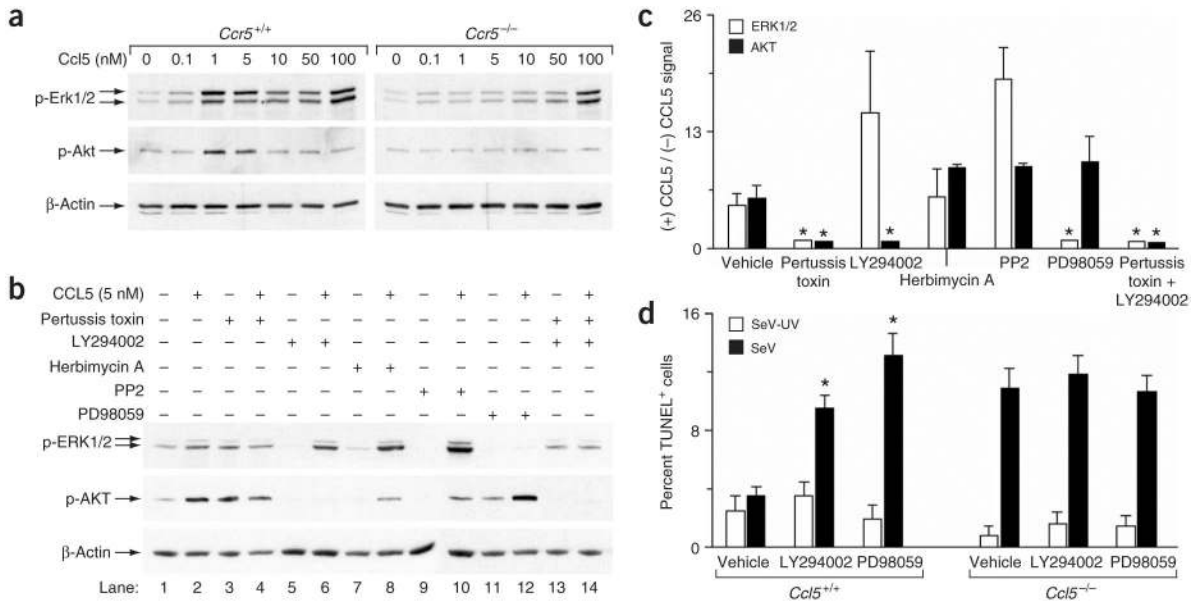 a
Ccr5+/+ Ccr5–/–
Ccl5 (nM) 0 0.1 1 5 10 50 100 0 0.1 1 5 10 50 100
p-Erk1/2
p-Akt
β-Actin
b
CCL5 (5 nM) – + – + – + – + – + – + – +
Pertussis toxin – – + + – – – – – – – – + +
LY294002 – – – – + + – – – – – – + +
Herbimycin A – – – – – – + + – – – – – –
PP2 – – – – – – – – + + – – – –
PD98059 – – – – – – – – – – + + – –
p-ERK1/2
p-AKT
β-Actin
Lane: 1 2 3 4 5 6 7 8 9 10 11 12 13 14
c
(+) CCL5 / (–) CCL5 signal
26
13
0
ERK1/2
AKT
* * * * * *
Vehicle Pertussis toxin LY294002 Herbimycin A PP2 PD98059 Pertussis toxin + LY294002
d
Percent TUNEL+ cells
16
8
0
SeV-UV
SeV
* *
Vehicle LY294002 PD98059 Vehicle LY294002 PD98059
Ccl5+/+ Ccl5–/–